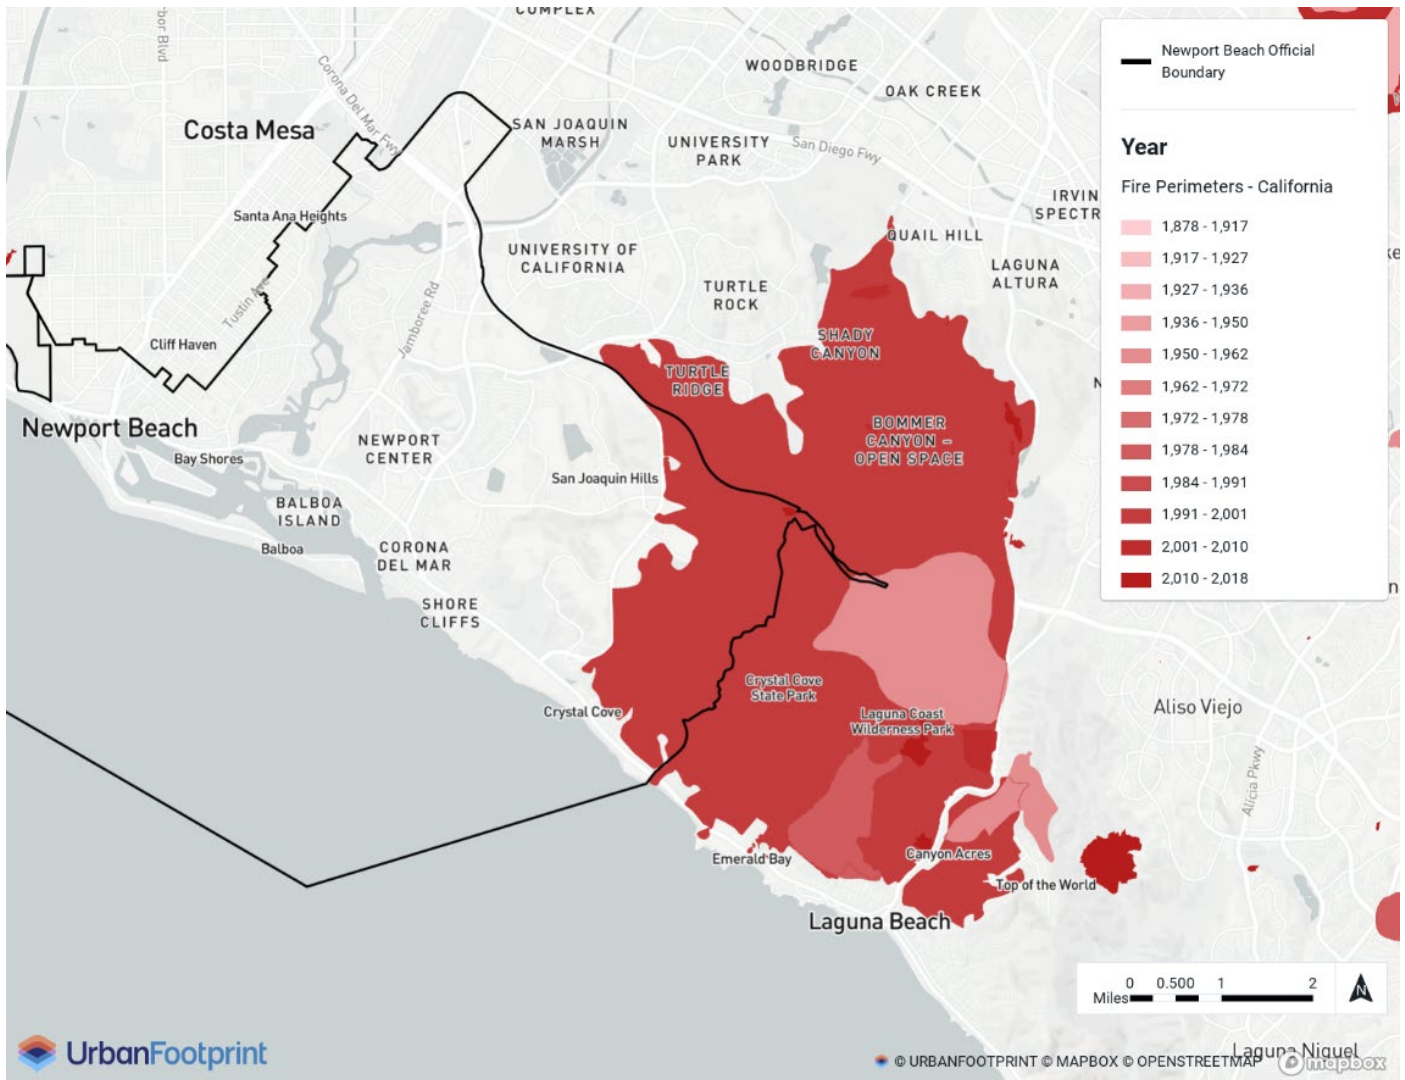 COMPLEX
Corona Del Mar Fwy
WOODBRIDGE
OAK CREEK
Costa Mesa
SAN JOAQUIN
MARSH
UNIVERSITY
PARK
San Diego Fwy
Santa Ana Heights
UNIVERSITY OF
CALIFORNIA
QUAIL HILL
LAGUNA
ALTURA
TURTLE
ROCK
Tustin Ave
Jamboree Rd
Cliff Haven
SHADY
CANYON
TURTLE
RIDGE
Newport Beach
BOMMER
CANYON –
OPEN SPACE
NEWPORT
CENTER
Bay Shores
San Joaquin Hills
BALBOA
ISLAND
Balboa
CORONA
DEL MAR
SHORE
CLIFFS
Crystal Cove
State Park
Crystal Cove
Laguna Coast
Wilderness Park
Aliso Viejo
Alicia Pkwy
Emerald Bay
Canyon Acres
Top of the World
Laguna Beach
Laguna Niguel
Newport Beach Official
Boundary
Year
Fire Perimeters - California
1,878 - 1,917
1,917 - 1,927
1,927 - 1,936
1,936 - 1,950
1,950 - 1,962
1,962 - 1,972
1,972 - 1,978
1,978 - 1,984
1,984 - 1,991
1,991 - 2,001
2,001 - 2,010
2,010 - 2,018
0 0.500 1 2
Miles
N
UrbanFootprint
© URBANFOOTPRINT © MAPBOX © OPENSTREETMAP
mapbox